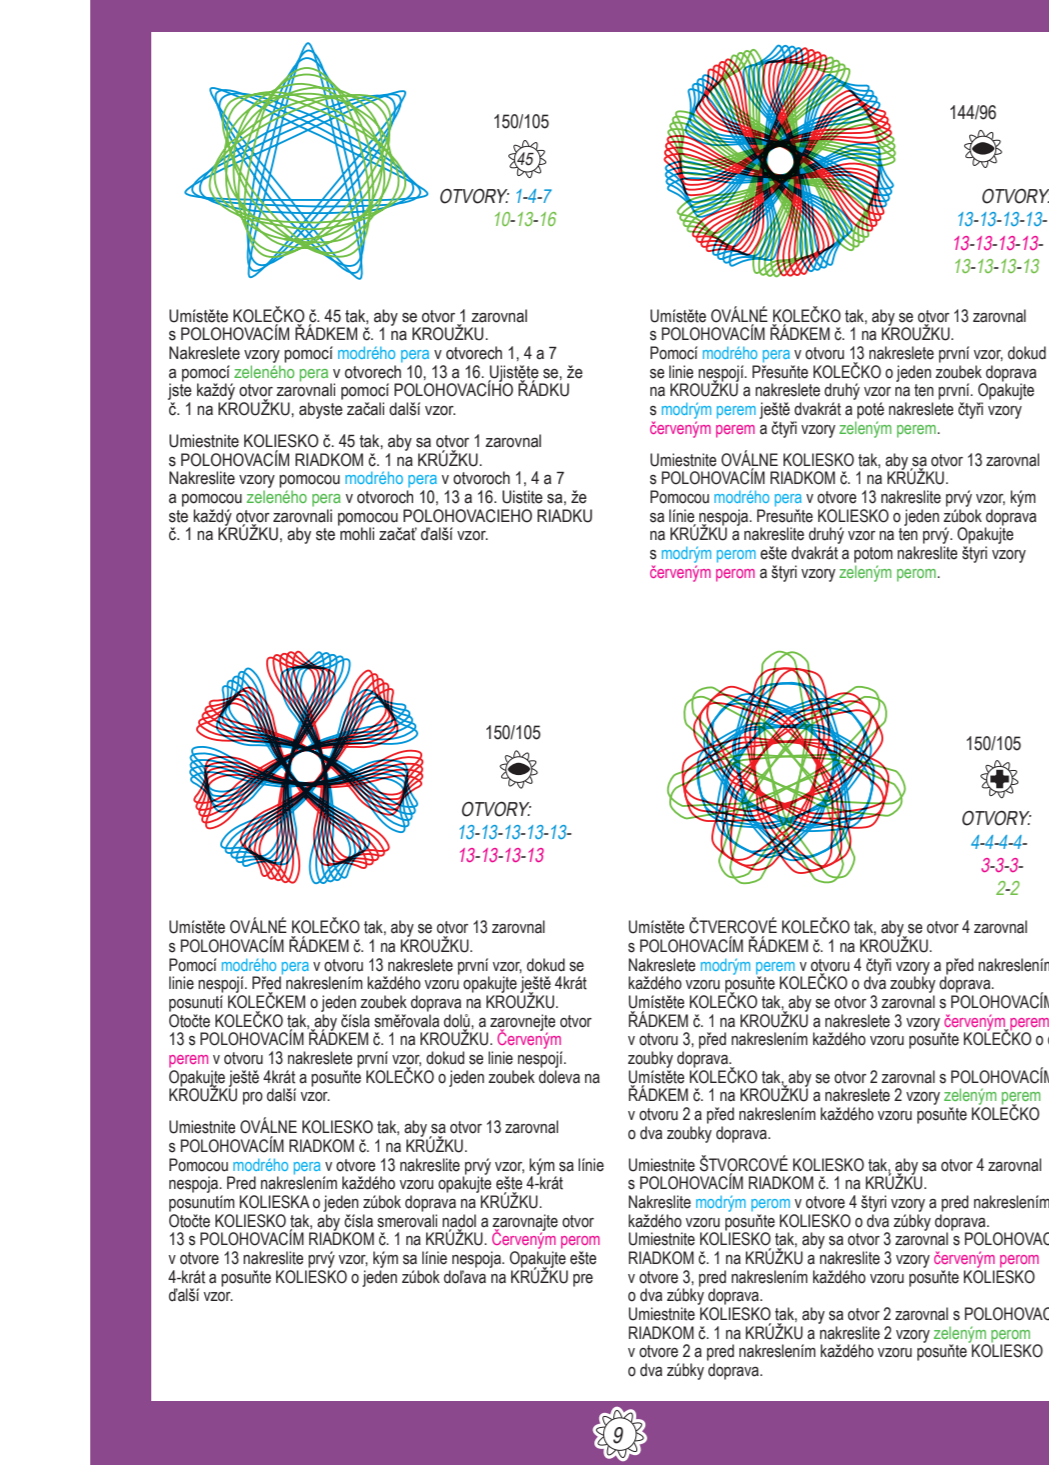 150/105
45
OTVORY: 1-4-7
10-13-16
Umístěte KOLEČKO č. 45 tak, aby se otvor 1 zarovnal
s POLOHOVACÍM ŘÁDKEM č. 1 na KROUŽKU.
Nakreslete vzory pomocí modrého pera v otvorech 1, 4 a 7
a pomocí zeleného pera v otvorech 10, 13 a 16. Ujistěte se, že
jste každý otvor zarovnali pomocí POLOHOVACÍHO ŘÁDKU
č. 1 na KROUŽKU, abyste začali další vzor.
Umiestnite KOLIESKO č. 45 tak, aby sa otvor 1 zarovnal
s POLOHOVACÍM RIADKOM č. 1 na KRÚŽKU.
Nakreslite vzory pomocou modrého pera v otvoroch 1, 4 a 7
a pomocou zeleného pera v otvoroch 10, 13 a 16. Uistite sa, že
ste každý otvor zarovnali pomocou POLOHOVACIEHO RIADKU
č. 1 na KRÚŽKU, aby ste mohli začať ďalší vzor.
144/96
OTVORY:
13-13-13-13-
13-13-13-13-
13-13-13-13
Umístěte OVÁLNÉ KOLEČKO tak, aby se otvor 13 zarovnal
s POLOHOVACÍM ŘÁDKEM č. 1 na KROUŽKU.
Pomocí modrého pera v otvoru 13 nakreslete první vzor, dokud
se linie nespojí. Přesuňte KOLEČKO o jeden zoubek doprava
na KROUŽKU a nakreslete druhý vzor na ten první. Opakujte
s modrým perem ještě dvakrát a poté nakreslete čtyři vzory
červeným perem a čtyři vzory zeleným perem.
Umiestnite OVÁLNE KOLIESKO tak, aby sa otvor 13 zarovnal
s POLOHOVACÍM RIADKOM č. 1 na KRÚŽKU.
Pomocou modrého pera v otvore 13 nakreslite prvý vzor, kým
sa línie nespoja. Presuňte KOLIESKO o jeden zúbok doprava
na KRÚŽKU a nakreslite druhý vzor na ten prvý. Opakujte
s modrým perom ešte dvakrát a potom nakreslite štyri vzory
červeným perom a štyri vzory zeleným perom.
150/105
OTVORY:
13-13-13-13-13-
13-13-13-13
Umístěte OVÁLNÉ KOLEČKO tak, aby se otvor 13 zarovnal
s POLOHOVACÍM ŘÁDKEM č. 1 na KROUŽKU.
Pomocí modrého pera v otvoru 13 nakreslete první vzor, dokud se
linie nespojí. Před nakreslením každého vzoru opakujte ještě 4krát
posunutí KOLEČKEM o jeden zoubek doprava na KROUŽKU.
Otočte KOLEČKO tak, aby čísla směřovala dolů, a zarovnejte otvor
13 s POLOHOVACÍM ŘÁDKEM č. 1 na KROUŽKU. Červeným
perem v otvoru 13 nakreslete první vzor, dokud se linie nespojí.
Opakujte ještě 4krát a posuňte KOLEČKO o jeden zoubek doleva na
KROUŽKU pro další vzor.
Umiestnite OVÁLNE KOLIESKO tak, aby sa otvor 13 zarovnal
s POLOHOVACÍM RIADKOM č. 1 na KRÚŽKU.
Pomocou modrého pera v otvore 13 nakreslite prvý vzor, kým sa línie
nespoja. Pred nakreslením každého vzoru opakujte ešte 4-krát
posunutím KOLIESKA o jeden zúbok doprava na KRÚŽKU.
Otočte KOLIESKO tak, aby čísla smerovali nadol a zarovnajte otvor
13 s POLOHOVACÍM RIADKOM č. 1 na KRÚŽKU. Červeným perom
v otvore 13 nakreslite prvý vzor, kým sa línie nespoja. Opakujte ešte
4-krát a posuňte KOLIESKO o jeden zúbok doľava na KRÚŽKU pre
ďalší vzor.
150/105
OTVORY:
4-4-4-4-
3-3-3-
2-2
Umístěte ČTVERCOVÉ KOLEČKO tak, aby se otvor 4 zarovnal
s POLOHOVACÍM ŘÁDKEM č. 1 na KROUŽKU.
Nakreslete modrým perem v otvoru 4 čtyři vzory a před nakreslením
každého vzoru posuňte KOLEČKO o dva zoubky doprava.
Umístěte KOLEČKO tak, aby se otvor 3 zarovnal s POLOHOVACÍM
ŘÁDKEM č. 1 na KROUŽKU a nakreslete 3 vzory červeným perem
v otvoru 3, před nakreslením každého vzoru posuňte KOLEČKO o
zoubky doprava.
Umístěte KOLEČKO tak, aby se otvor 2 zarovnal s POLOHOVACÍM
ŘÁDKEM č. 1 na KROUŽKU a nakreslete 2 vzory zeleným perem
v otvoru 2 a před nakreslením každého vzoru posuňte KOLEČKO
o dva zoubky doprava.
Umiestnite ŠTVORCOVÉ KOLIESKO tak, aby sa otvor 4 zarovnal
s POLOHOVACÍM RIADKOM č. 1 na KRÚŽKU.
Nakreslite modrým perom v otvore 4 štyri vzory a pred nakreslením
každého vzoru posuňte KOLIESKO o dva zúbky doprava.
Umiestnite KOLIESKO tak, aby sa otvor 3 zarovnal s POLOHOVAC
RIADKOM č. 1 na KRÚŽKU a nakreslite 3 vzory červeným perom
v otvore 3, pred nakreslením každého vzoru posuňte KOLIESKO
o dva zúbky doprava.
Umiestnite KOLIESKO tak, aby sa otvor 2 zarovnal s POLOHOVAC
RIADKOM č. 1 na KRÚŽKU a nakreslite 2 vzory zeleným perom
v otvore 2 a pred nakreslením každého vzoru posuňte KOLIESKO
o dva zúbky doprava.
9